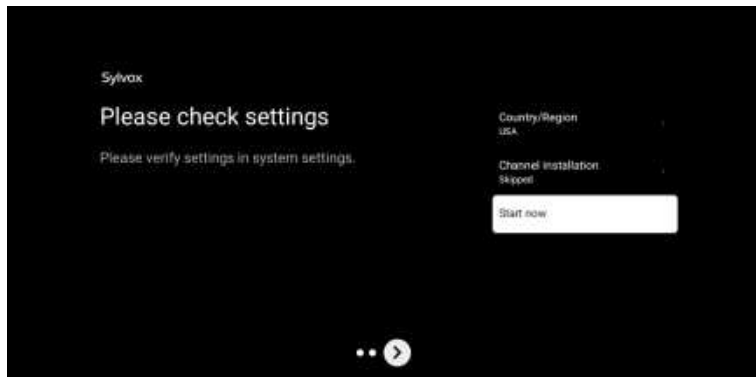 Sylvox
Please check settings
Please verify settings in system settings.
Country/Region
USA
Channel installation
Skipped
Start now